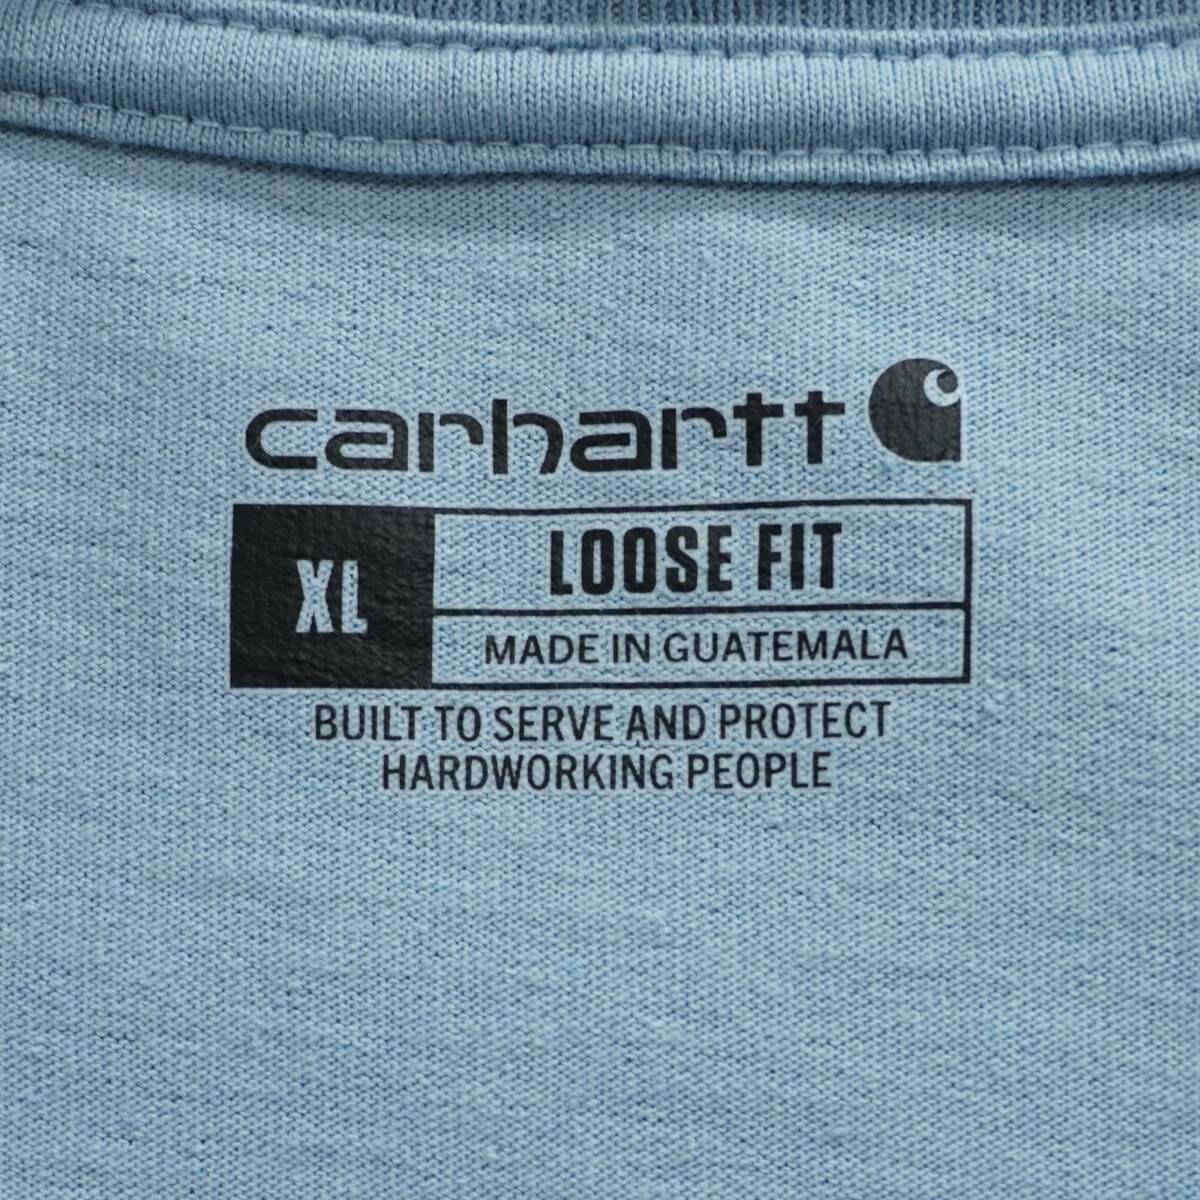 carhartt
XL
LOOSE FIT
MADE IN GUATEMALA
BUILT TO SERVE AND PROTECT
HARDWORKING PEOPLE